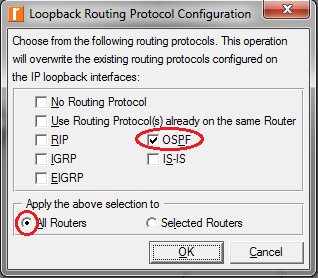 Loopback Routing Protocol Configuration
Choose from the following routing protocols. This operation
will overwrite the existing routing protocols configured on
the IP loopback interfaces:
No Routing Protocol
Use Routing Protocol(s) already on the same Router
RIP
OSPF
IGRP
IS-IS
EIGRP
Apply the above selection to
All Routers
Selected Routers
OK
Cancel